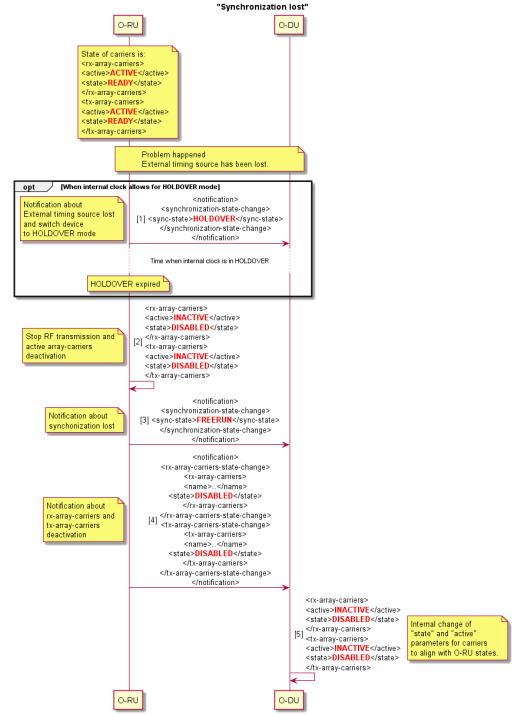 "Synchronization lost"
O-RU
O-DU
State of carriers is:
<rx-array-carriers>
<active>ACTIVE</active>
<state>READY</state>
</rx-array-carriers>
<tx-array-carriers>
<active>ACTIVE</active>
<state>READY</state>
</tx-array-carriers>
Problem happened
External timing source has been lost.
opt
[When internal clock allows for HOLDOVER mode]
Notification about
External timing source lost
and switch device
to HOLDOVER mode
<notification>
<synchronization-state-change>
[1] <sync-state>HOLDOVER</sync-state>
</synchronization-state-change>
</notification>
Time when internal clock is in HOLDOVER
HOLDOVER expired
Stop RF transmission and
active array-carriers
deactivation
<rx-array-carriers>
<active>INACTIVE</active>
<state>DISABLED</state>
[2] </rx-array-carriers>
<tx-array-carriers>
<active>INACTIVE</active>
<state>DISABLED</state>
</tx-array-carriers>
Notification about
synchonization lost
<notification>
<synchronization-state-change>
[3] <sync-state>FREERUN</sync-state>
</synchronization-state-change>
</notification>
Notification about
rx-array-carriers and
tx-array-carriers
deactivation
<notification>
<rx-array-carriers-state-change>
<rx-array-carriers>
<name>..</name>
<state>DISABLED</state>
</rx-array-carriers>
[4] </rx-array-carriers-state-change>
<tx-array-carriers-state-change>
<tx-array-carriers>
<name>..</name>
<state>DISABLED</state>
</tx-array-carriers>
</tx-array-carriers-state-change>
</notification>
<rx-array-carriers>
<active>INACTIVE</active>
<state>DISABLED</state>
[5] </rx-array-carriers>
<tx-array-carriers>
<active>INACTIVE</active>
<state>DISABLED</state>
</tx-array-carriers>
Internal change of
"state" and "active"
parameters for carriers
to align with O-RU states.
O-RU
O-DU